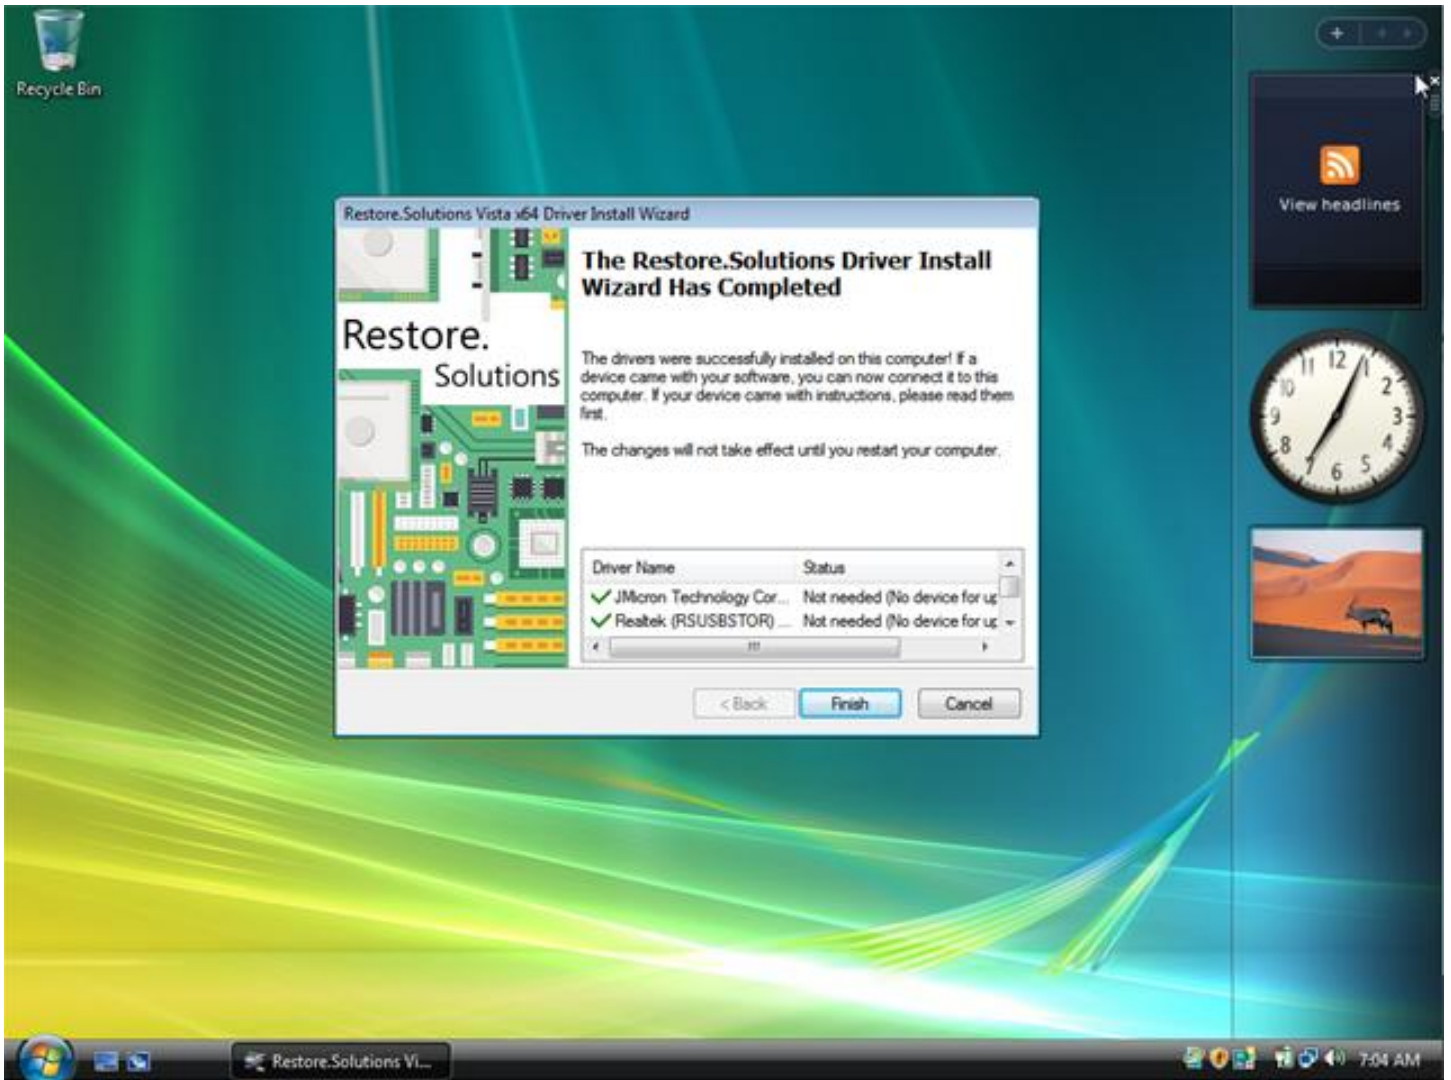 Recycle Bin
View headlines
Restore.Solutions Vista x64 Driver Install Wizard
Restore.
Solutions
The Restore.Solutions Driver Install
Wizard Has Completed
The drivers were successfully installed on this computer! If a
device came with your software, you can now connect it to this
computer. If your device came with instructions, please read them
first.
The changes will not take effect until you restart your computer.
Driver Name Status
JMicron Technology Cor... Not needed (No device for up
Realtek (RSUSBSTOR) ... Not needed (No device for up
< Back Finish Cancel
11 12
10 2
9 3
8 4
7 6 5
Restore.Solutions Vi...
7:04 AM